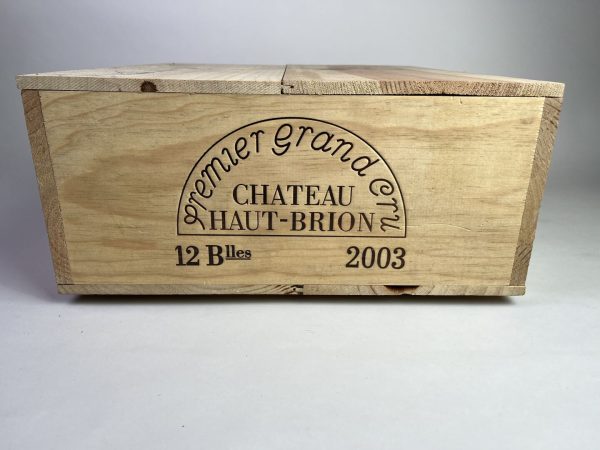 Premier Grand Cru
CHATEAU
HAUT-BRION
12 Blles 2003